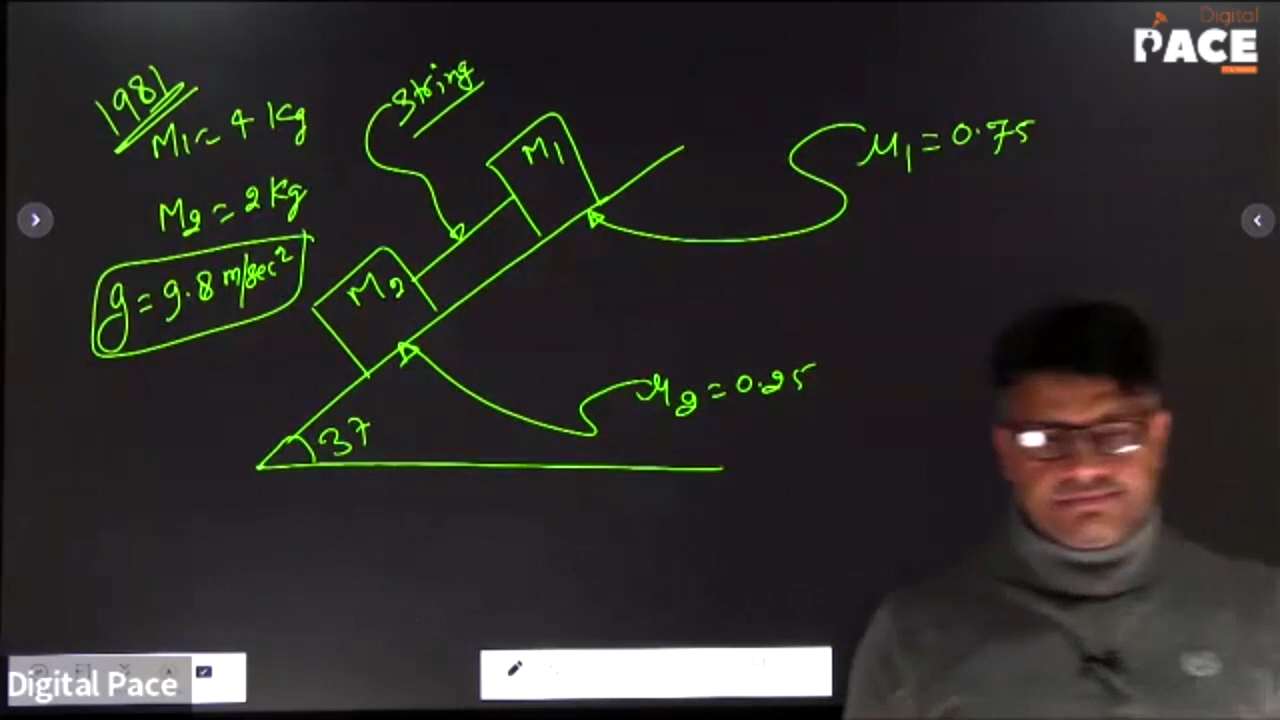 Digital
PACE
1981
M1 = 4 Kg
M2 = 2 Kg
g = 9.8 m/sec²
String
M1
M2
μ1 = 0.75
μ2 = 0.25
37
Digital Pace